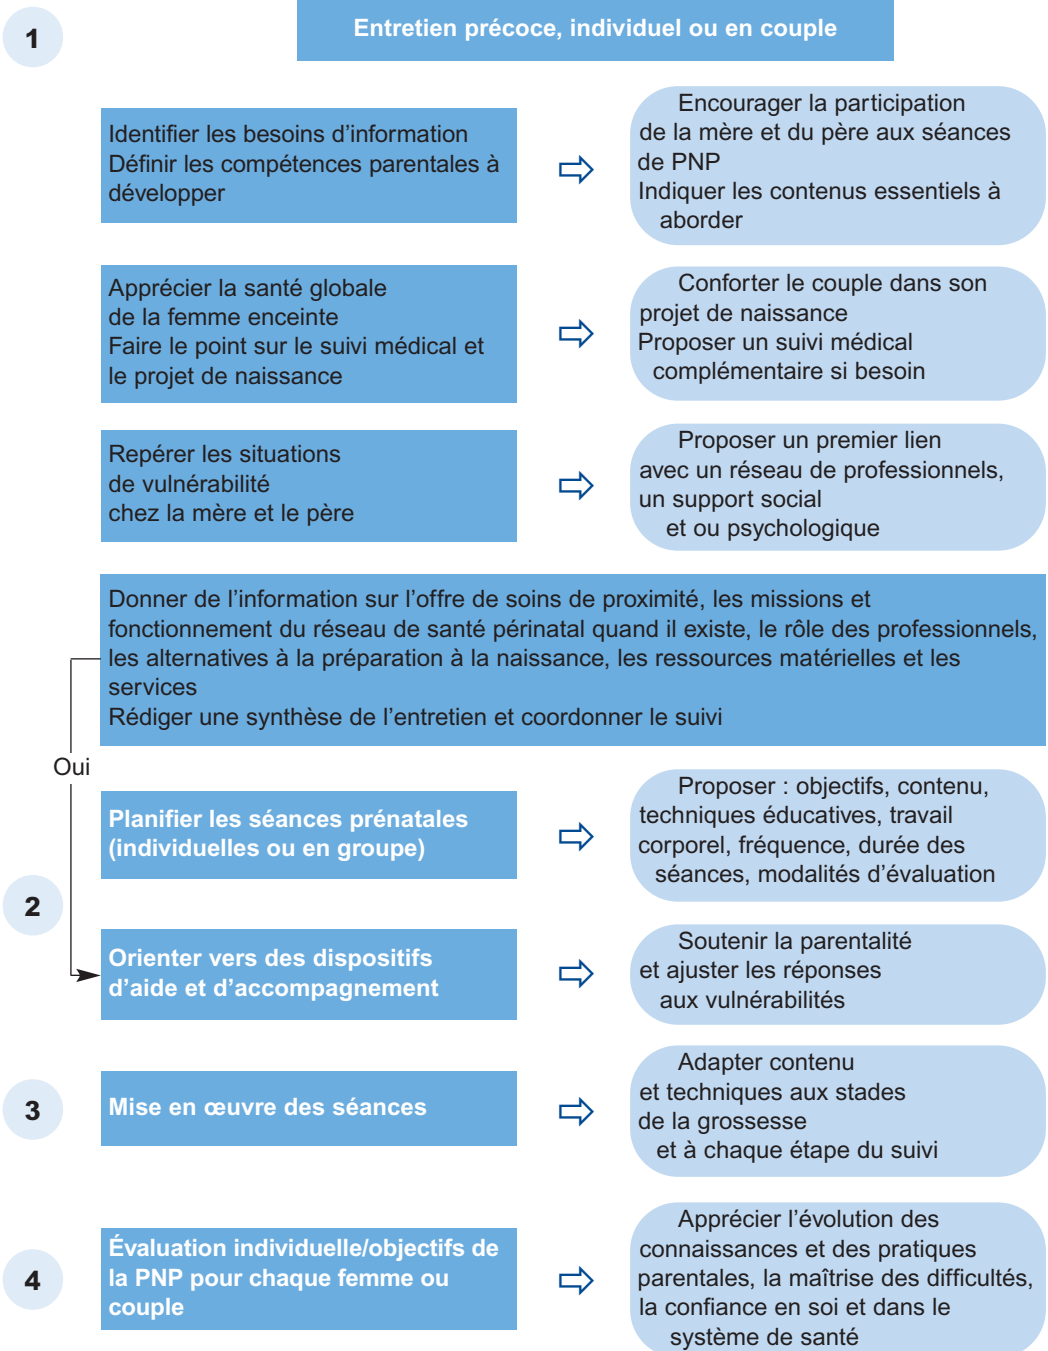 1
Entretien précoce, individuel ou en couple
Identifier les besoins d’information
Définir les compétences parentales à
développer
Encourager la participation
de la mère et du père aux séances
de PNP
Indiquer les contenus essentiels à
aborder
Apprécier la santé globale
de la femme enceinte
Faire le point sur le suivi médical et
le projet de naissance
Conforter le couple dans son
projet de naissance
Proposer un suivi médical
complémentaire si besoin
Repérer les situations
de vulnérabilité
chez la mère et le père
Proposer un premier lien
avec un réseau de professionnels,
un support social
et ou psychologique
Donner de l’information sur l’offre de soins de proximité, les missions et
fonctionnement du réseau de santé périnatal quand il existe, le rôle des professionnels,
les alternatives à la préparation à la naissance, les ressources matérielles et les
services
Rédiger une synthèse de l’entretien et coordonner le suivi
Oui
2
Planifier les séances prénatales
(individuelles ou en groupe)
Proposer : objectifs, contenu,
techniques éducatives, travail
corporel, fréquence, durée des
séances, modalités d’évaluation
Orienter vers des dispositifs
d’aide et d’accompagnement
Soutenir la parentalité
et ajuster les réponses
aux vulnérabilités
3
Mise en œuvre des séances
Adapter contenu
et techniques aux stades
de la grossesse
et à chaque étape du suivi
4
Évaluation individuelle/objectifs de
la PNP pour chaque femme ou
couple
Apprécier l’évolution des
connaissances et des pratiques
parentales, la maîtrise des difficultés,
la confiance en soi et dans le
système de santé